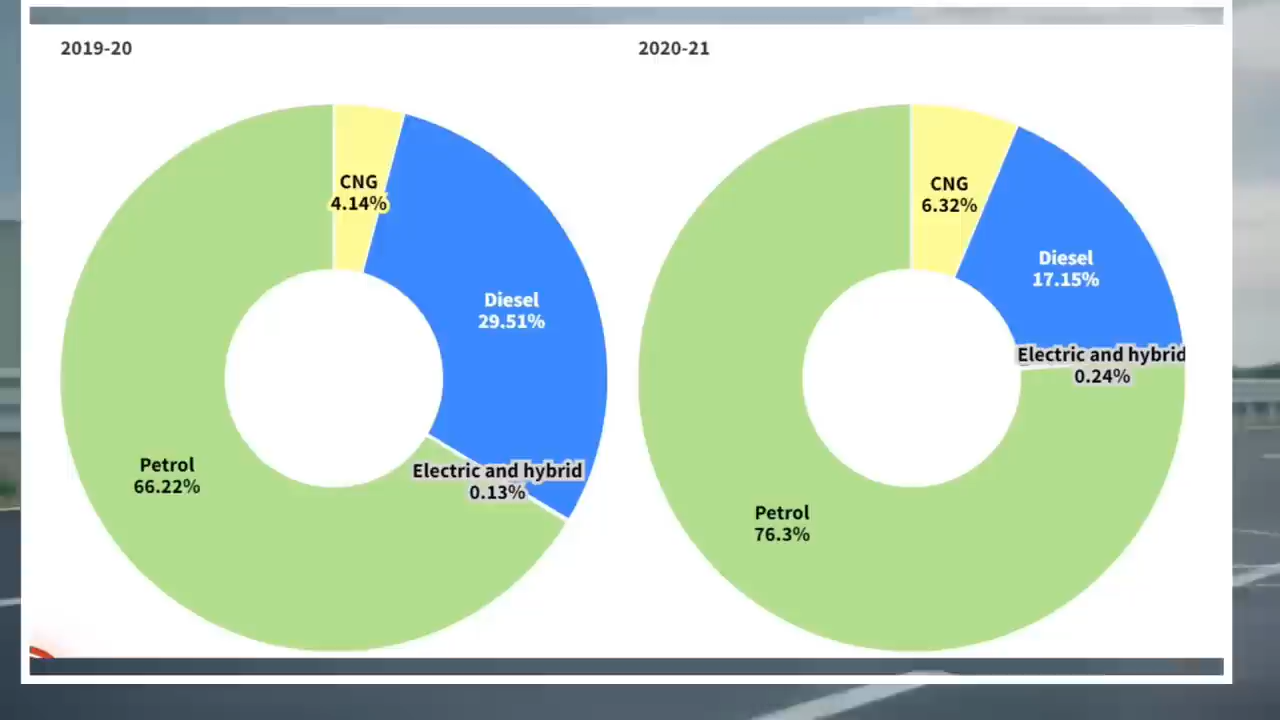 2019-20
CNG
4.14%
Diesel
29.51%
Electric and hybrid
0.13%
Petrol
66.22%
2020-21
CNG
6.32%
Diesel
17.15%
Electric and hybrid
0.24%
Petrol
76.3%